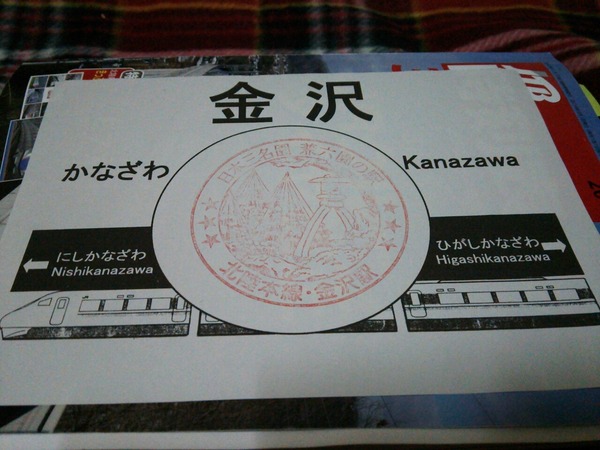 金沢
かなざわ
Kanazawa
日本三名園 兼六園の駅
にしかなざわ
Nishikanazawa
ひがしかなざわ
Higashikanazawa
北陸本線・金沢駅